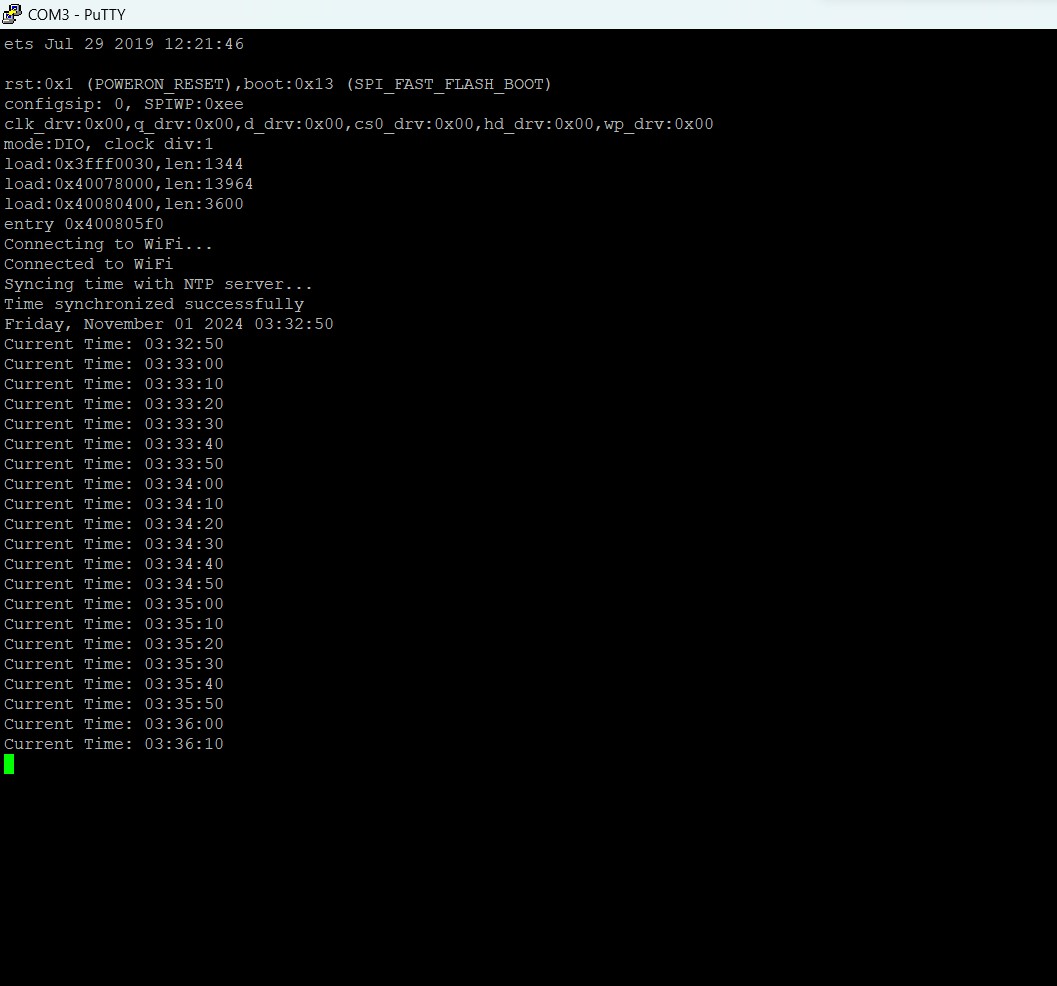 COM3 - PuTTY
ets Jul 29 2019 12:21:46
rst:0x1 (POWERON_RESET),boot:0x13 (SPI_FAST_FLASH_BOOT)
configsip: 0, SPIWP:0xee
clk_drv:0x00,q_drv:0x00,d_drv:0x00,cs0_drv:0x00,hd_drv:0x00,wp_drv:0x00
mode:DIO, clock div:1
load:0x3fff0030,len:1344
load:0x40078000,len:13964
load:0x40080400,len:3600
entry 0x400805f0
Connecting to WiFi...
Connected to WiFi
Syncing time with NTP server...
Time synchronized successfully
Friday, November 01 2024 03:32:50
Current Time: 03:32:50
Current Time: 03:33:00
Current Time: 03:33:10
Current Time: 03:33:20
Current Time: 03:33:30
Current Time: 03:33:40
Current Time: 03:33:50
Current Time: 03:34:00
Current Time: 03:34:10
Current Time: 03:34:20
Current Time: 03:34:30
Current Time: 03:34:40
Current Time: 03:34:50
Current Time: 03:35:00
Current Time: 03:35:10
Current Time: 03:35:20
Current Time: 03:35:30
Current Time: 03:35:40
Current Time: 03:35:50
Current Time: 03:36:00
Current Time: 03:36:10